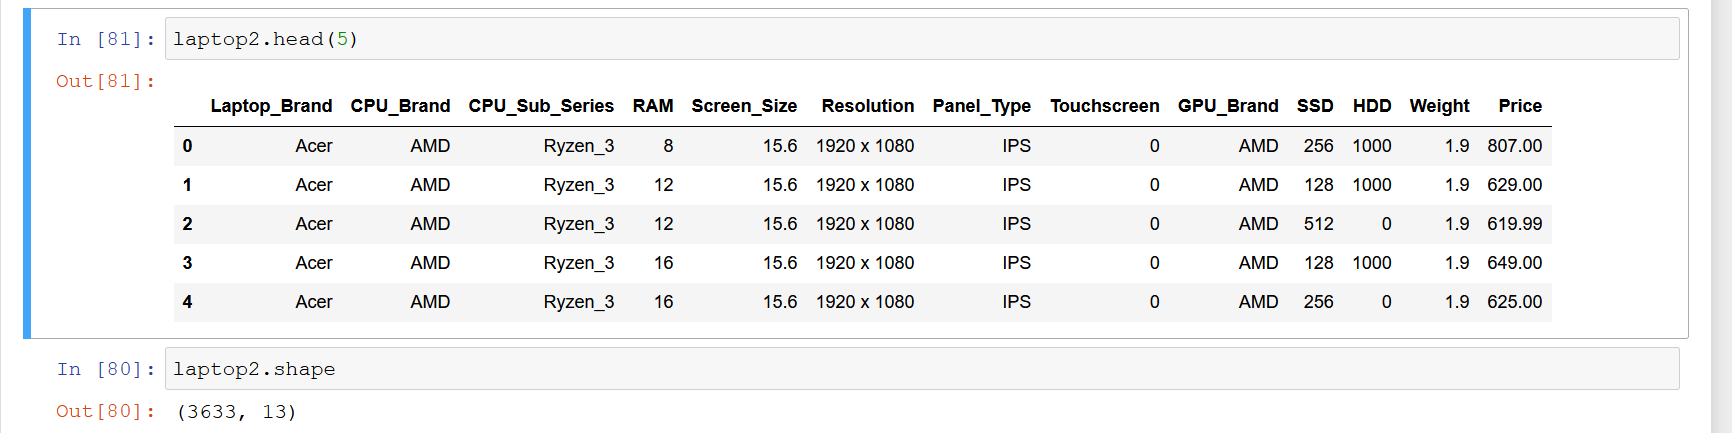 In [81]: laptop2.head(5)
Out[81]:
Laptop_Brand CPU_Brand CPU_Sub_Series RAM Screen_Size Resolution Panel_Type Touchscreen GPU_Brand SSD HDD Weight Price
0 Acer AMD Ryzen_3 8 15.6 1920 x 1080 IPS 0 AMD 256 1000 1.9 807.00
1 Acer AMD Ryzen_3 12 15.6 1920 x 1080 IPS 0 AMD 128 1000 1.9 629.00
2 Acer AMD Ryzen_3 12 15.6 1920 x 1080 IPS 0 AMD 512 0 1.9 619.99
3 Acer AMD Ryzen_3 16 15.6 1920 x 1080 IPS 0 AMD 128 1000 1.9 649.00
4 Acer AMD Ryzen_3 16 15.6 1920 x 1080 IPS 0 AMD 256 0 1.9 625.00
In [80]: laptop2.shape
Out[80]: (3633, 13)